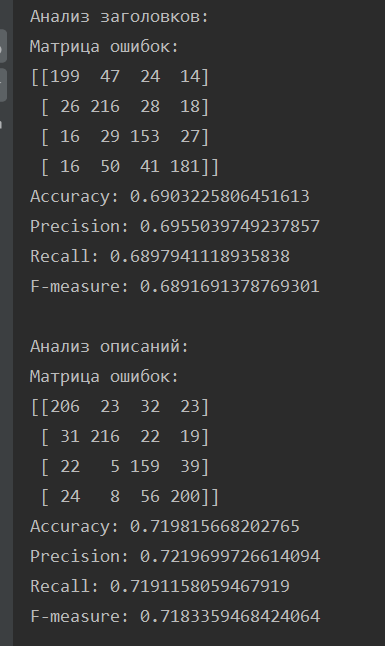 Анализ заголовков:
Матрица ошибок:
[[199  47  24  14]
 [ 26 216  28  18]
 [ 16  29 153  27]
 [ 16  50  41 181]]
Accuracy: 0.6903225806451613
Precision: 0.6955039749237857
Recall: 0.6897941118935838
F-measure: 0.6891691378769301

Анализ описаний:
Матрица ошибок:
[[206  23  32  23]
 [ 31 216  22  19]
 [ 22   5 159  39]
 [ 24   8  56 200]]
Accuracy: 0.719815668202765
Precision: 0.7219699726614094
Recall: 0.7191158059467919
F-measure: 0.7183359468424064